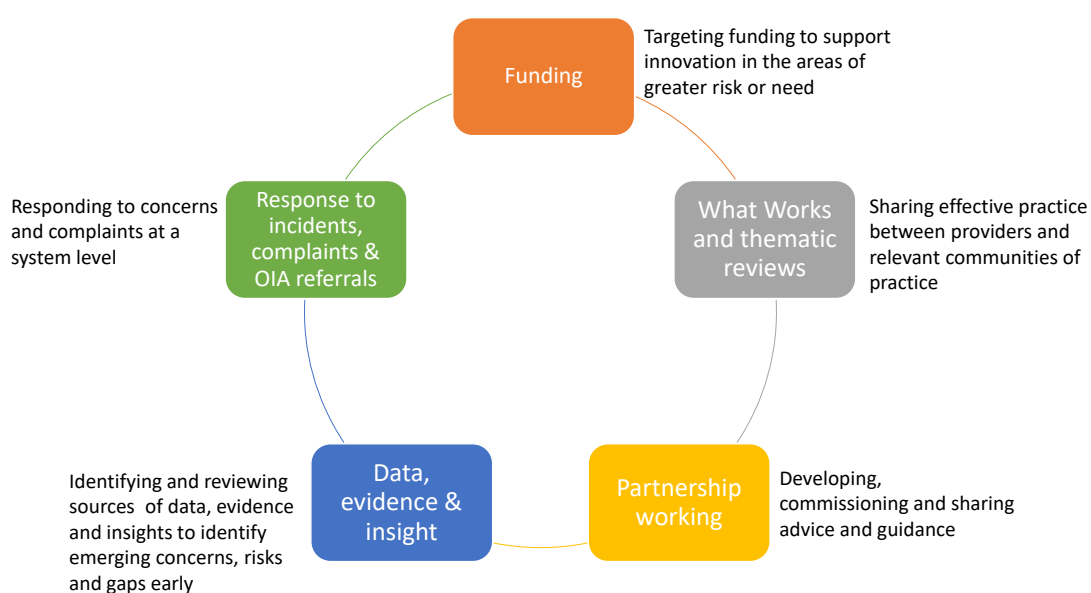 Funding
Targeting funding to support
innovation in the areas of
greater risk or need
What Works
and thematic
reviews
Sharing effective practice
between providers and
relevant communities of
practice
Partnership
working
Developing,
commissioning and sharing
advice and guidance
Data,
evidence &
insight
Identifying and reviewing
sources of data, evidence
and insights to identify
emerging concerns, risks
and gaps early
Response to
incidents,
complaints &
OIA referrals
Responding to concerns
and complaints at a
system level